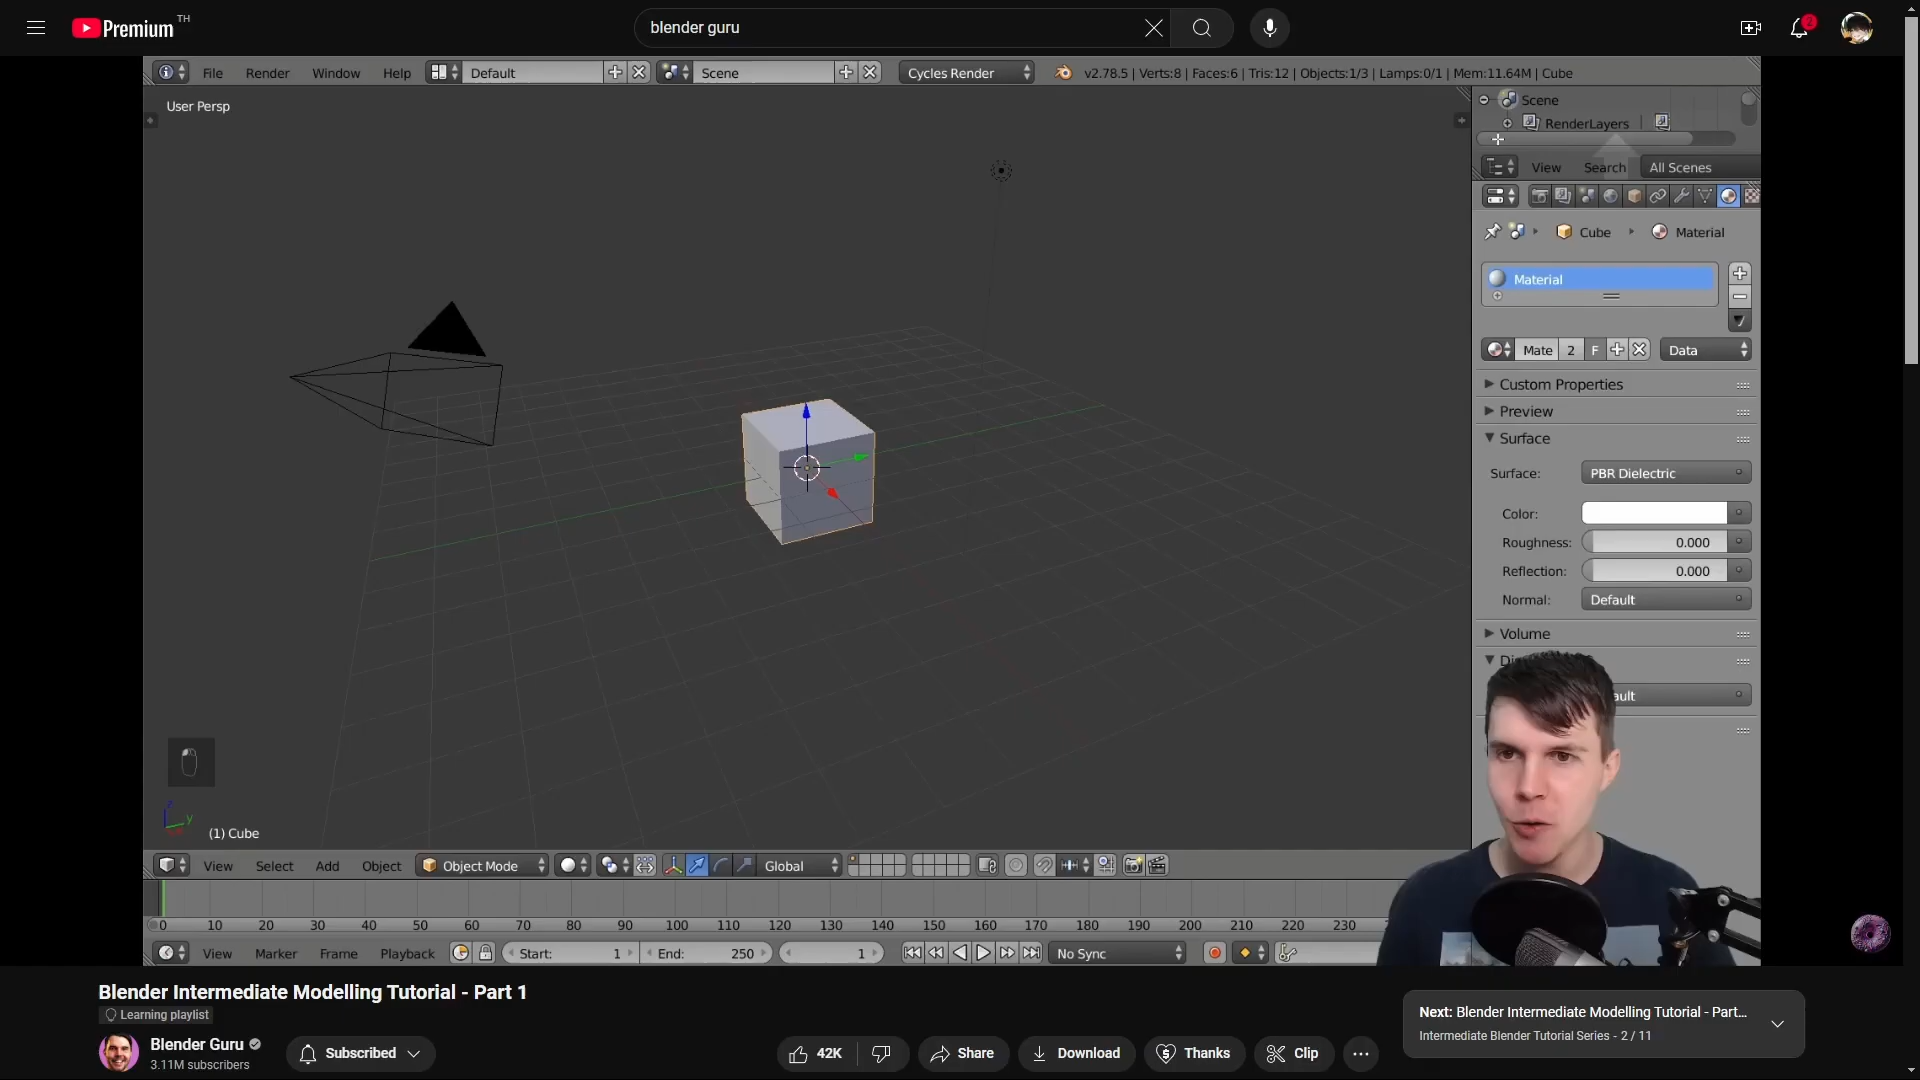 Premium TH
blender guru
2
File Render Window Help Default Scene Cycles Render v2.78.5 | Verts:8 | Faces:6 | Tris:12 | Objects:1/3 | Lamps:0/1 | Mem:11.64M | Cube
User Persp
Scene
RenderLayers
View Search All Scenes
Cube Material
Material
Mate 2 F Data
Custom Properties
Preview
Surface
Surface: PBR Dielectric
Color:
Roughness: 0.000
Reflection: 0.000
Normal: Default
Volume
ault
z
y
(1) Cube
View Select Add Object Object Mode Global
0 10 20 30 40 50 60 70 80 90 100 110 120 130 140 150 160 170 180 190 200 210 220 230
View Marker Frame Playback Start: 1 End: 250 1 No Sync
Blender Intermediate Modelling Tutorial - Part 1
Learning playlist
Blender Guru
3.11M subscribers
Subscribed
42K Share Download Thanks Clip
Next: Blender Intermediate Modelling Tutorial - Part...
Intermediate Blender Tutorial Series - 2 / 11